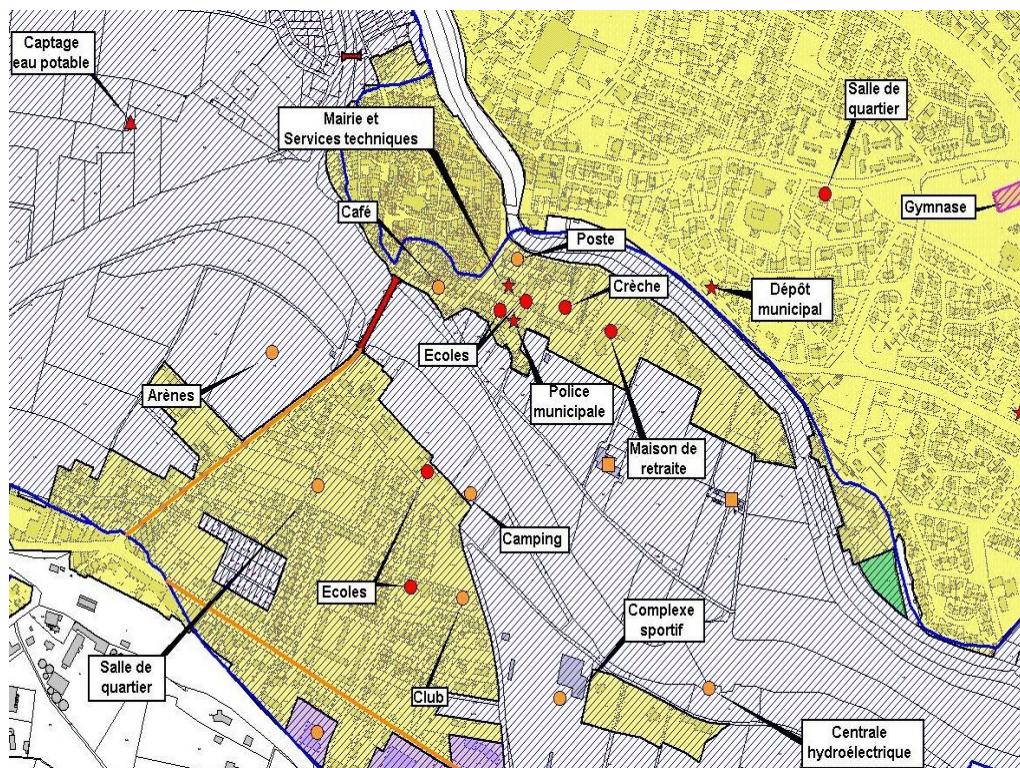 Captage
eau potable
Mairie et
Services techniques
Salle de
quartier
Gymnase
Café
Poste
Crèche
Dépôt
municipal
Ecoles
Arènes
Police
municipale
Maison de
retraite
Camping
Ecoles
Complexe
sportif
Salle de
quartier
Club
Centrale
hydroélectrique